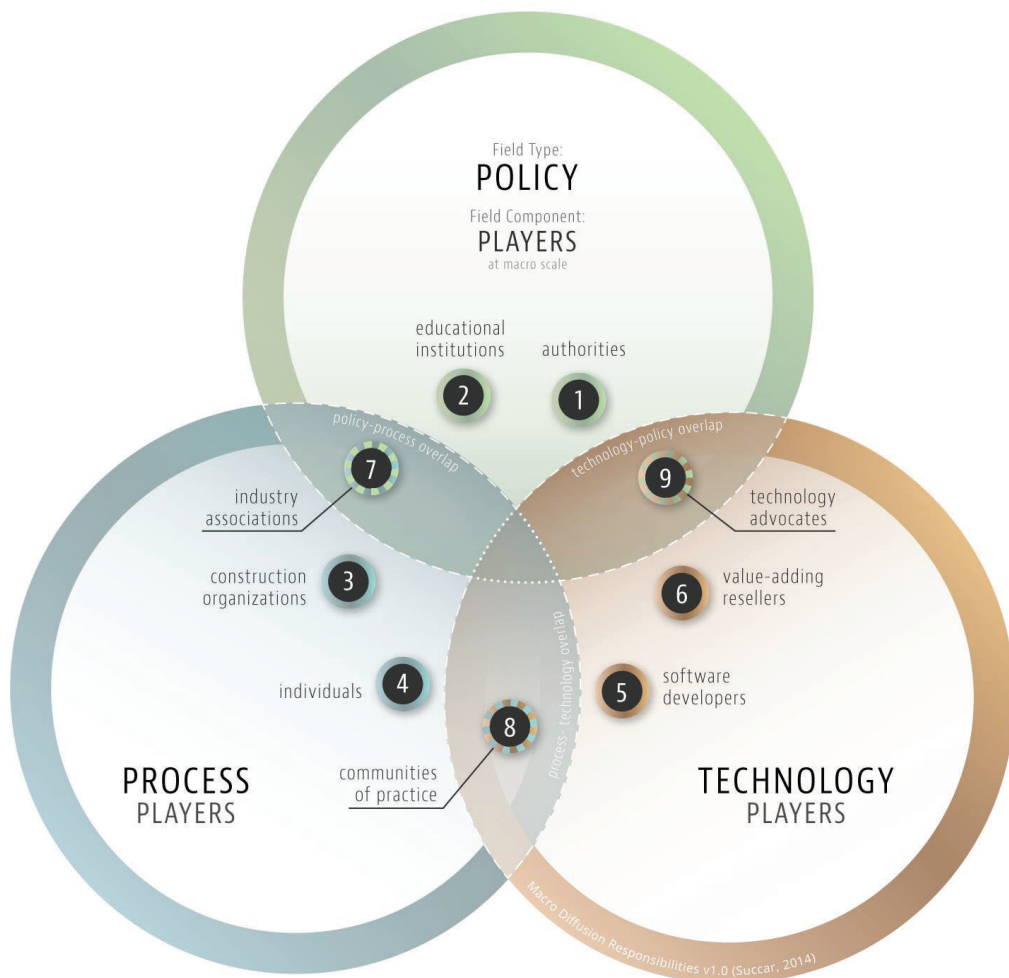 Field Type:
POLICY
Field Component:
PLAYERS
at macro scale
educational
institutions
authorities
2
1
policy-process overlap
technology-policy overlap
7
9
industry
associations
technology
advocates
construction
organizations
3
6
value-adding
resellers
individuals
4
5
software
developers
process- technology overlap
8
communities
of practice
PROCESS
PLAYERS
TECHNOLOGY
PLAYERS
Macro Diffusion Responsibilities v1.0 (Succar, 2014)